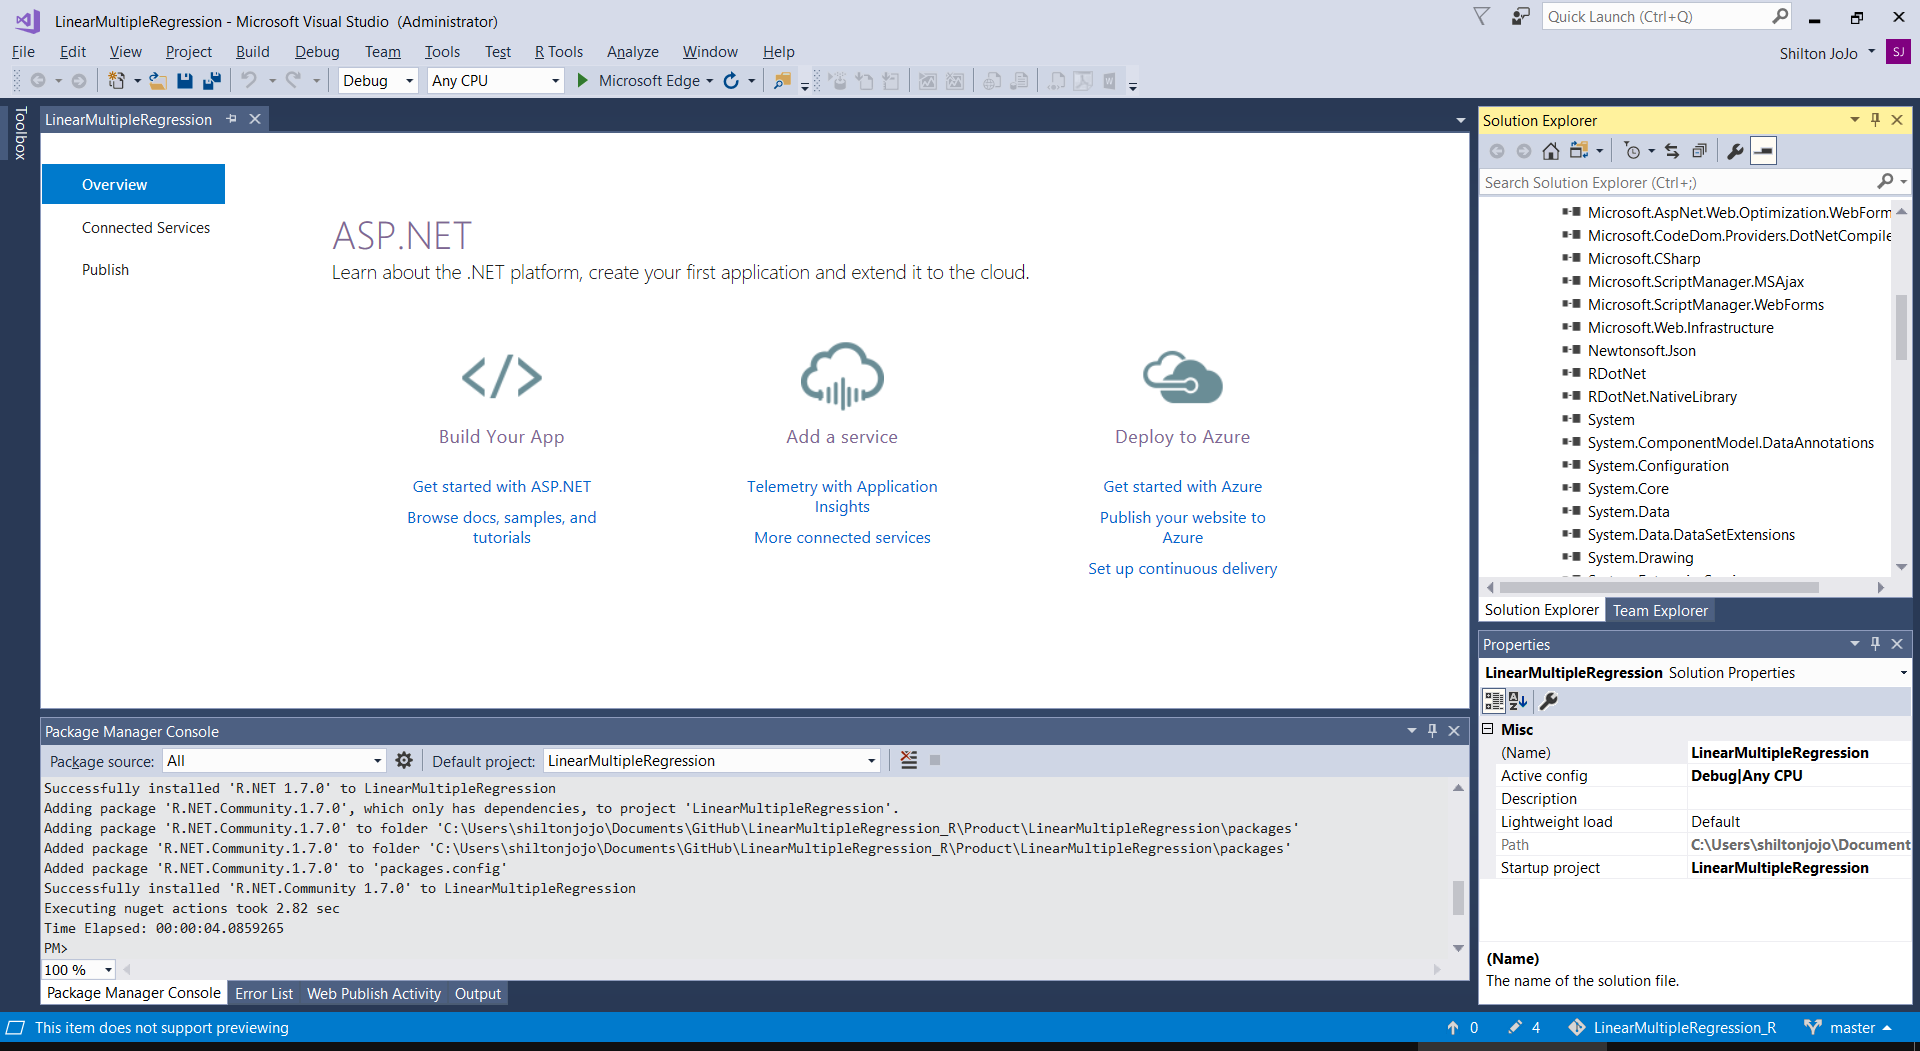 LinearMultipleRegression - Microsoft Visual Studio  (Administrator)
Quick Launch (Ctrl+Q)
File Edit View Project Build Debug Team Tools Test R Tools Analyze Window Help
Shilton JoJo SJ
Debug Any CPU Microsoft Edge
Toolbox
LinearMultipleRegression
Overview
Connected Services
Publish
ASP.NET
Learn about the .NET platform, create your first application and extend it to the cloud.
Build Your App
Get started with ASP.NET
Browse docs, samples, and
tutorials
Add a service
Telemetry with Application
Insights
More connected services
Deploy to Azure
Get started with Azure
Publish your website to
Azure
Set up continuous delivery
Solution Explorer
Search Solution Explorer (Ctrl+;)
Microsoft.AspNet.Web.Optimization.WebForm
Microsoft.CodeDom.Providers.DotNetCompile
Microsoft.CSharp
Microsoft.ScriptManager.MSAjax
Microsoft.ScriptManager.WebForms
Microsoft.Web.Infrastructure
Newtonsoft.Json
RDotNet
RDotNet.NativeLibrary
System
System.ComponentModel.DataAnnotations
System.Configuration
System.Core
System.Data
System.Data.DataSetExtensions
System.Drawing
Solution Explorer Team Explorer
Properties
LinearMultipleRegression Solution Properties
Misc
(Name) LinearMultipleRegression
Active config Debug|Any CPU
Description
Lightweight load Default
Path C:\Users\shiltonjojo\Document
Startup project LinearMultipleRegression
(Name)
The name of the solution file.
Package Manager Console
Package source: All Default project: LinearMultipleRegression
Successfully installed 'R.NET 1.7.0' to LinearMultipleRegression
Adding package 'R.NET.Community.1.7.0', which only has dependencies, to project 'LinearMultipleRegression'.
Adding package 'R.NET.Community.1.7.0' to folder 'C:\Users\shiltonjojo\Documents\GitHub\LinearMultipleRegression_R\Product\LinearMultipleRegression\packages'
Added package 'R.NET.Community.1.7.0' to folder 'C:\Users\shiltonjojo\Documents\GitHub\LinearMultipleRegression_R\Product\LinearMultipleRegression\packages'
Added package 'R.NET.Community.1.7.0' to 'packages.config'
Successfully installed 'R.NET.Community 1.7.0' to LinearMultipleRegression
Executing nuget actions took 2.82 sec
Time Elapsed: 00:00:04.0859265
PM>
100 %
Package Manager Console Error List Web Publish Activity Output
This item does not support previewing
0 4 LinearMultipleRegression_R master